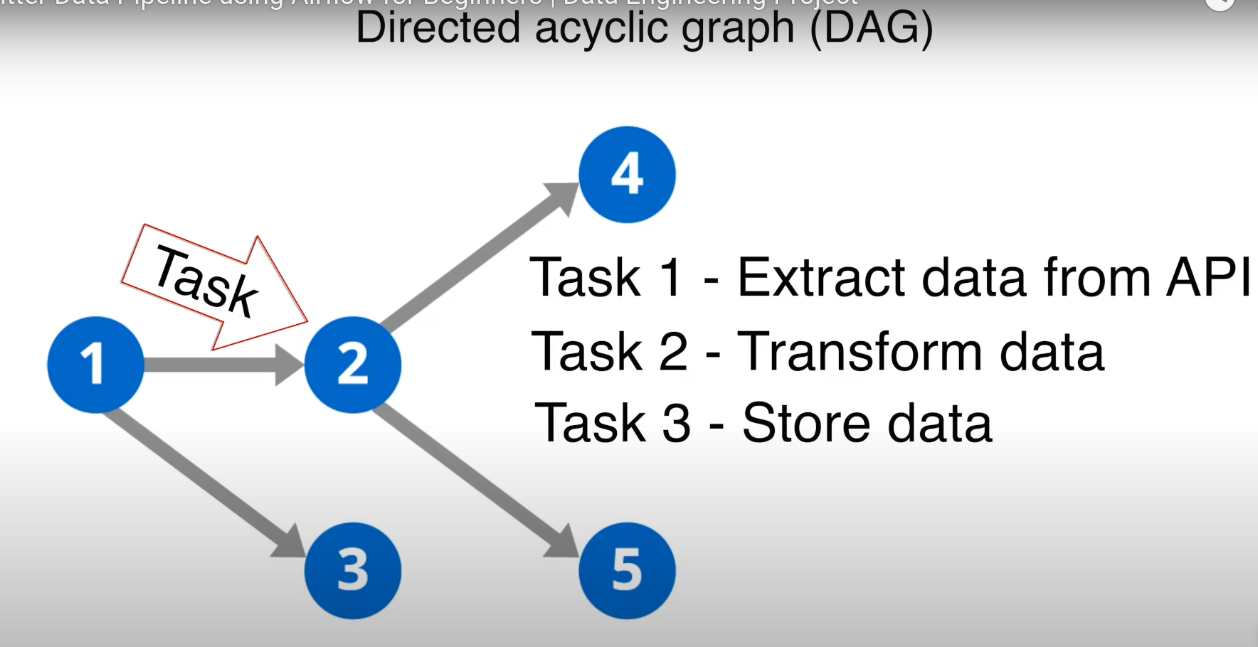 itter Data Pipeline using Airflow for Beginners | Data Engineering Project
Directed acyclic graph (DAG)
4
Task
Task 1 - Extract data from API
1
2
Task 2 - Transform data
Task 3 - Store data
3
5